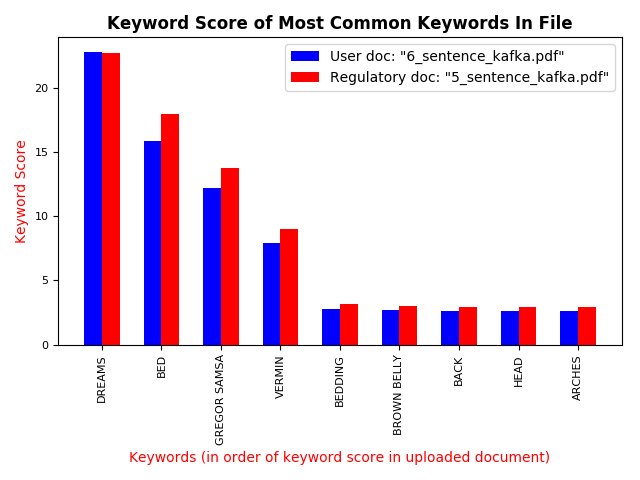 Keyword Score of Most Common Keywords In File
User doc: "6_sentence_kafka.pdf"
Regulatory doc: "5_sentence_kafka.pdf"
Keyword Score
20
15
10
5
0
DREAMS
BED
GREGOR SAMSA
VERMIN
BEDDING
BROWN BELLY
BACK
HEAD
ARCHES
Keywords (in order of keyword score in uploaded document)